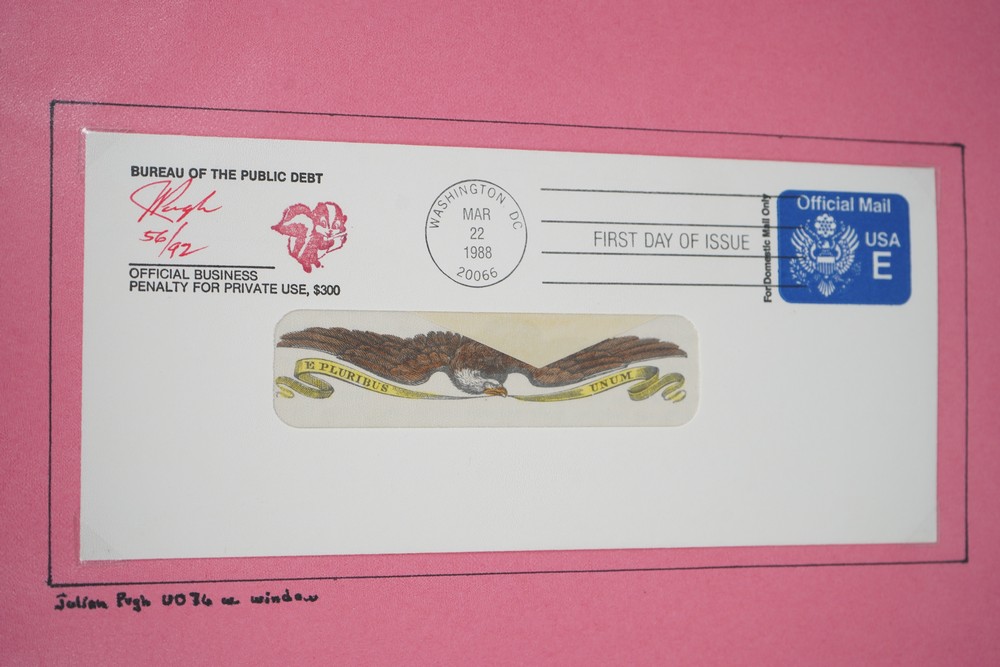 BUREAU OF THE PUBLIC DEBT
JPugh
56/92
OFFICIAL BUSINESS
PENALTY FOR PRIVATE USE, $300
WASHINGTON DC
MAR
22
1988
20066
FIRST DAY OF ISSUE
For Domestic Mail Only
Official Mail
USA
E
E PLURIBUS UNUM
Julian Pugh UO74 w window